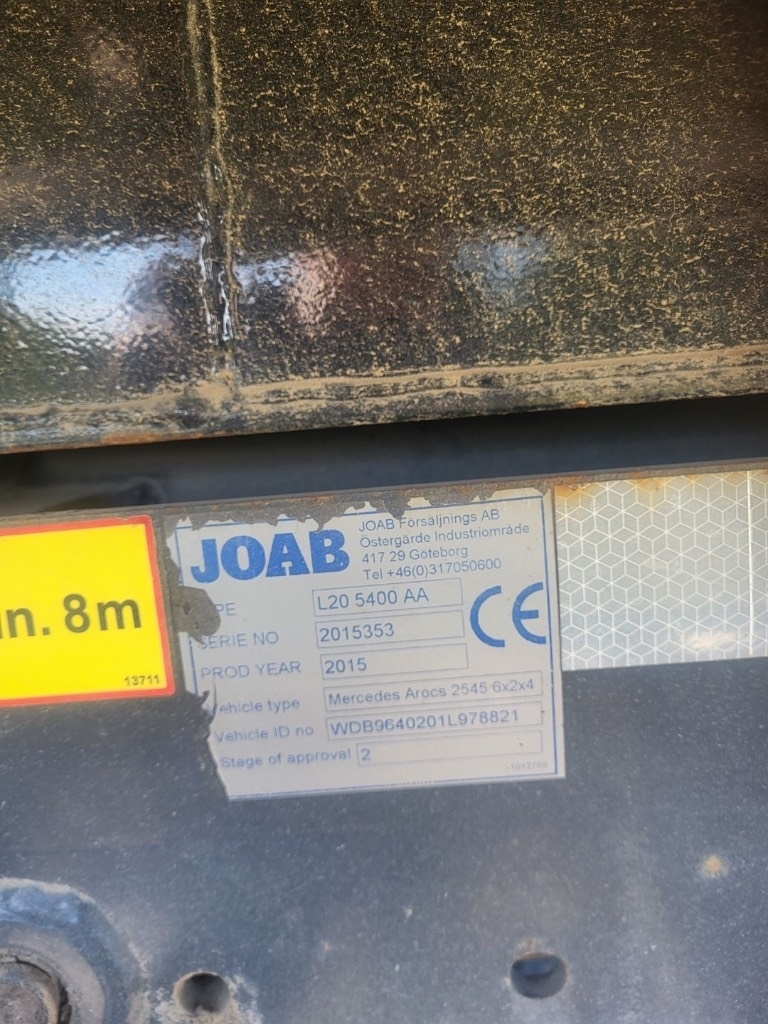 JOAB
JOAB Försäljnings AB
Östergärde Industriområde
417 29 Göteborg
Tel +46(0)317050600
PE L20 5400 AA
SERIE NO 2015353
PROD YEAR 2015
Vehicle type Mercedes Arocs 2545 6x2x4
Vehicle ID no WDB9640201L978821
Stage of approval 2
CE
n. 8m
13711